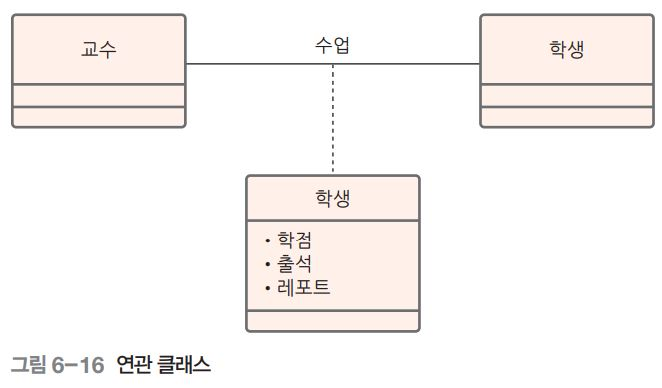 교수
수업
학생
학생
• 학점
• 출석
• 레포트
그림 6-16 연관 클래스